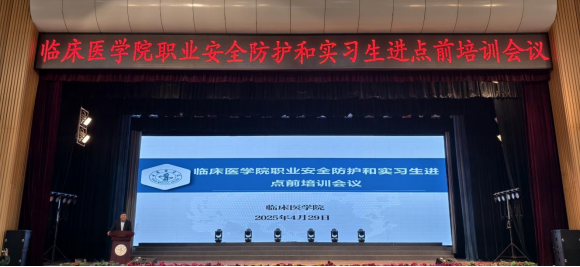 临床医学院职业安全防护和实习生进点前培训会议
临床医学院职业安全防护和实习生进
点前培训会议
临床医学院
2025年4月29日